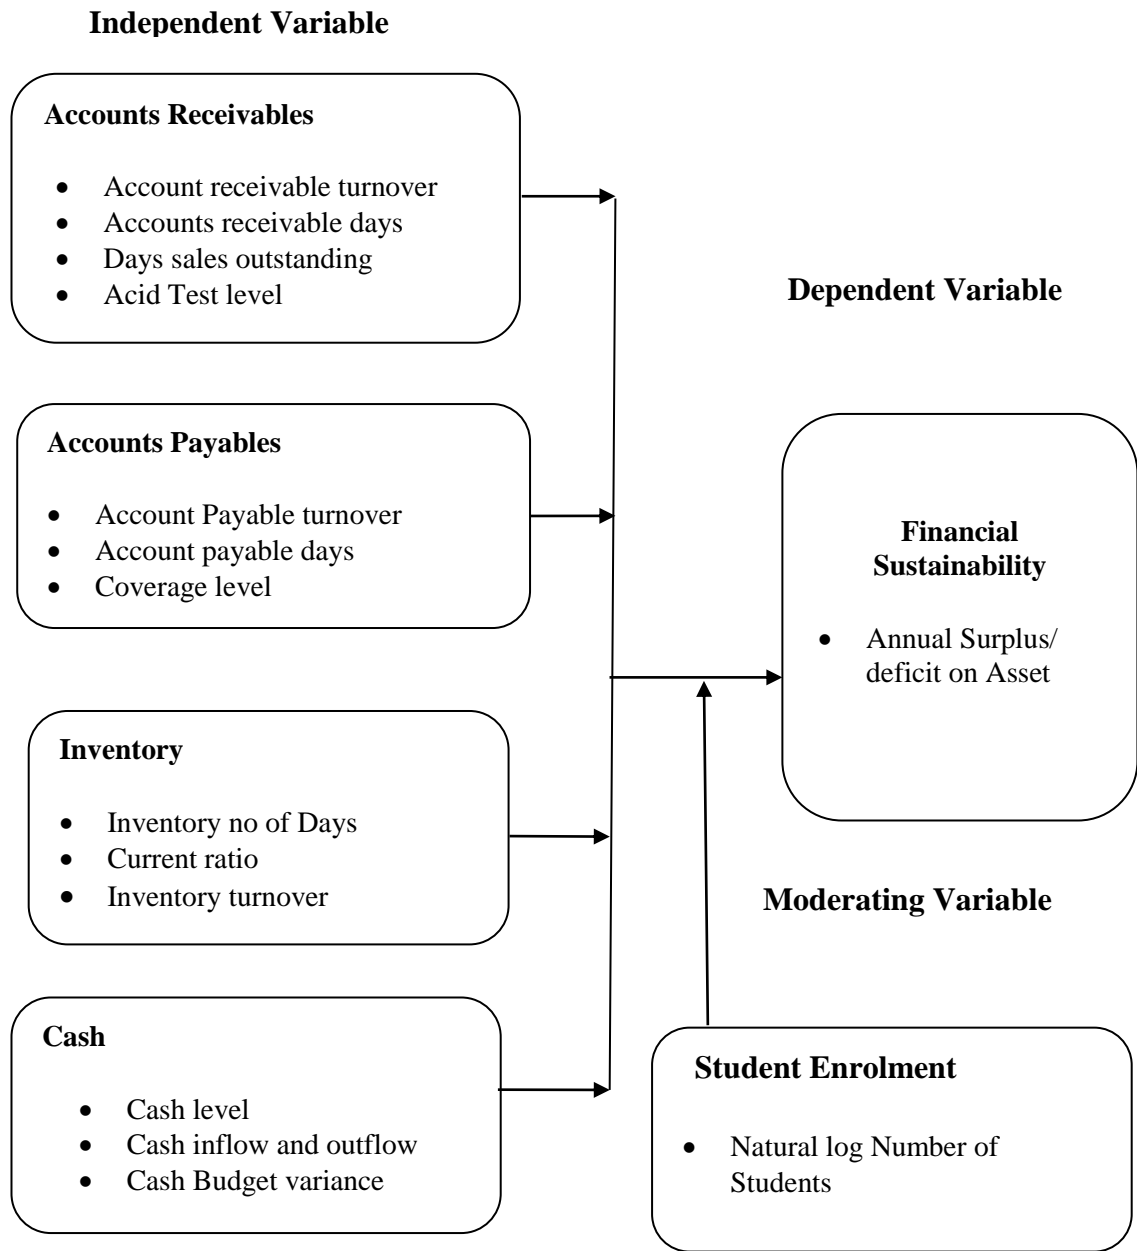 Independent Variable
Accounts Receivables
• Account receivable turnover
• Accounts receivable days
• Days sales outstanding
• Acid Test level
Dependent Variable
Accounts Payables
• Account Payable turnover
• Account payable days
• Coverage level
Financial
Sustainability
• Annual Surplus/
deficit on Asset
Inventory
• Inventory no of Days
• Current ratio
• Inventory turnover
Moderating Variable
Cash
• Cash level
• Cash inflow and outflow
• Cash Budget variance
Student Enrolment
• Natural log Number of
Students